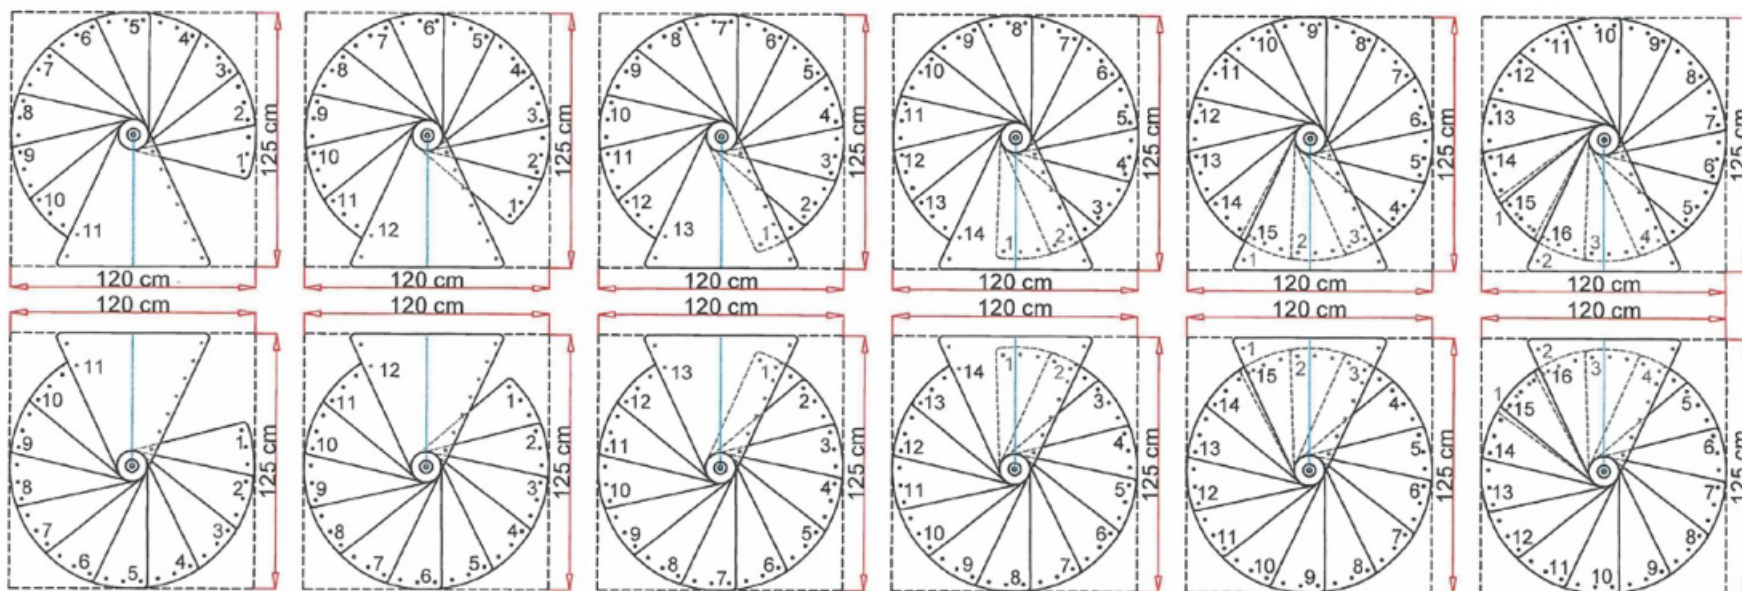 5 4 3 2 1 6 7 8 9 10 11
125 cm
120 cm
6 5 4 3 2 1 7 8 9 10 11 12
125 cm
120 cm
7 6 5 4 3 2 1 8 9 10 11 12 13
125 cm
120 cm
8 7 6 5 4 3 2 1 9 10 11 12 13 14
125 cm
120 cm
9 8 7 6 5 4 3 2 1 10 11 12 13 14 15
125 cm
120 cm
10 9 8 7 6 5 4 3 2 1 11 12 13 14 15 16
125 cm
120 cm
120 cm
11 10 9 8 7 6 5 4 3 2 1
125 cm
120 cm
12 11 10 9 8 7 6 5 4 3 2 1
125 cm
120 cm
13 12 11 10 9 8 7 6 5 4 3 2 1
125 cm
120 cm
14 13 12 11 10 9 8 7 6 5 4 3 2 1
125 cm
120 cm
1 15 14 13 12 11 10 9 8 7 6 5 4 3 2
125 cm
120 cm
2 16 1 15 14 13 12 11 10 9 8 7 6 5 4 3
125 cm